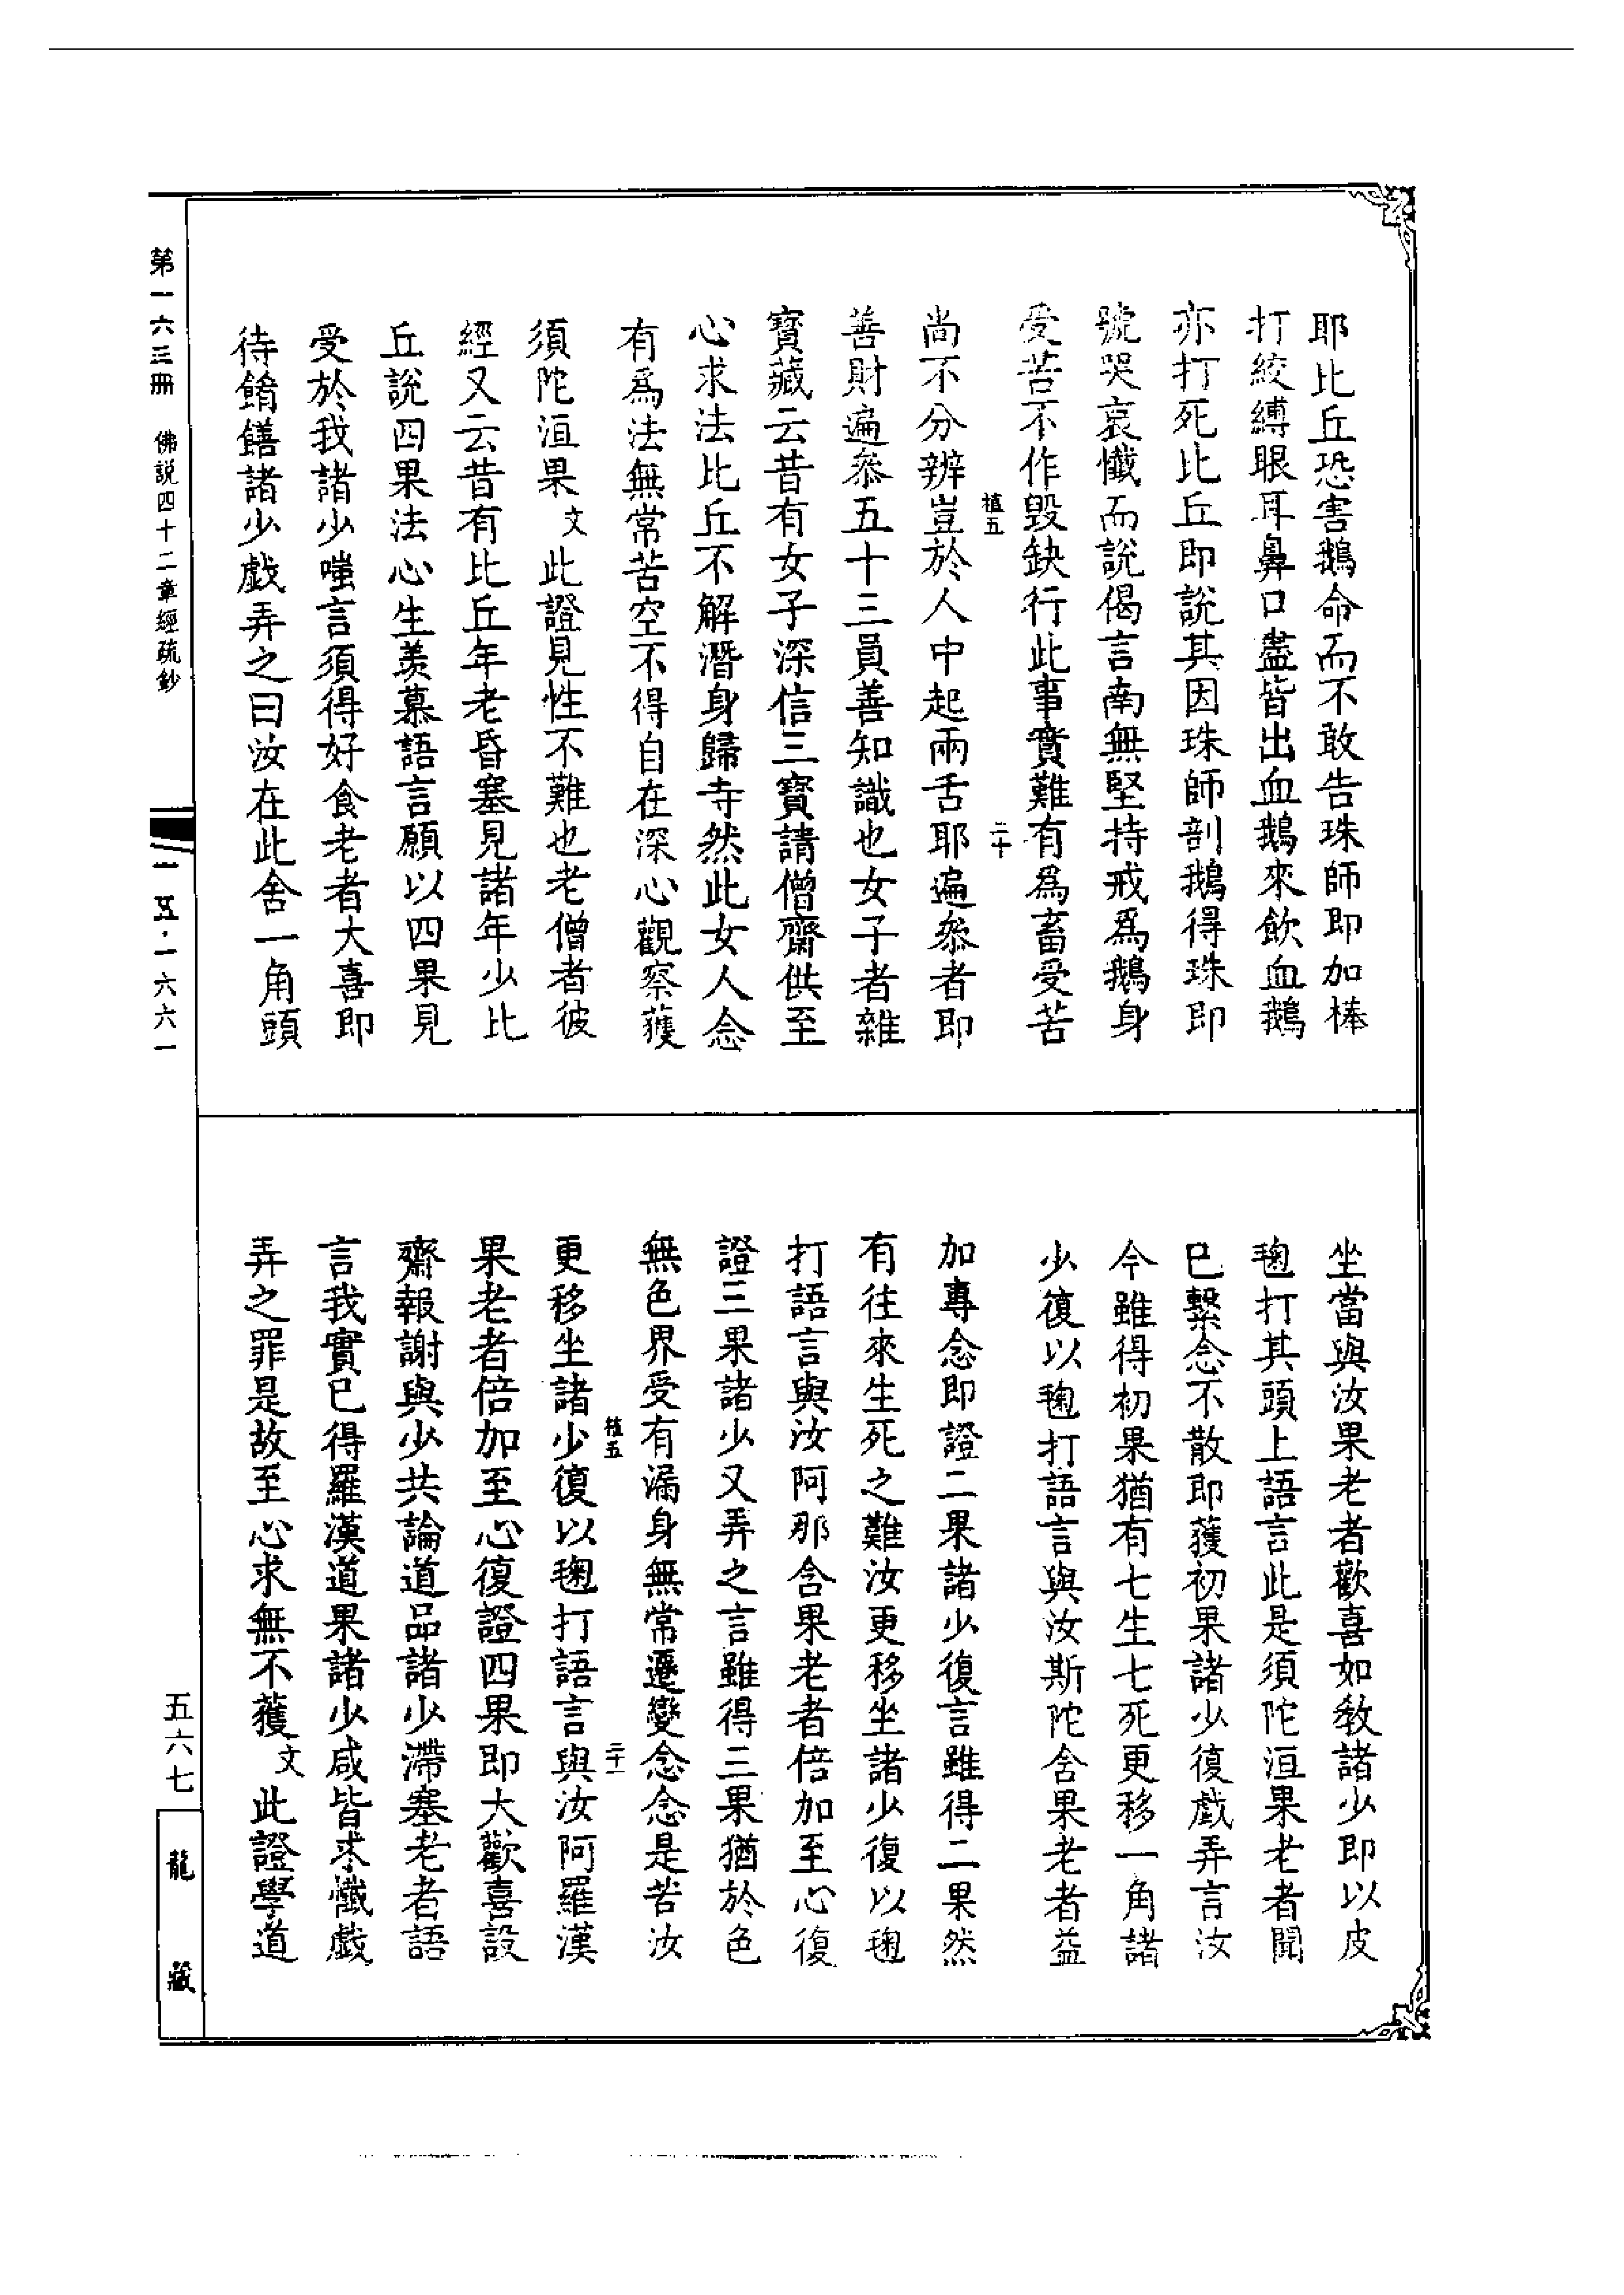 耶比丘恐害鵝命而不敢告珠師即加棒
打絞縛眼耳鼻口盡皆出血鵝來飲血鵝
亦打死比丘即說其因珠師剖鵝得珠即
號哭哀懺而說偈言南無堅持戒爲鵝身
受苦不作毀缺行此事實難有爲畜受苦
植五
二十
尚不分辨豈於人中起兩舌耶遍叅者即
善財遍叅五十三員善知識也女子者雜
寶藏云昔有女子深信三寶請僧齋供至
心求法比丘不解潛身歸寺然此女人念
有爲法無常苦空不得自在深心觀察獲
須陀洹果文此證見性不難也老僧者彼
經又云昔有比丘年老昏塞見諸年少比
丘說四果法心生羨慕語言願以四果見
受於我諸少嗤言須得好食老者大喜即
待餚饍諸少戲弄之曰汝在此舍一角頭
坐當與汝果老者歡喜如教諸少即以皮
毱打其頭上語言此是須陀洹果老者聞
已繫念不散即獲初果諸少復戲弄言汝
今雖得初果猶有七生七死更移一角諸
少復以毱打語言與汝斯陀含果老者益
加專念即證二果諸少復言雖得二果然
有往來生死之難汝更移坐諸少復以毱
打語言與汝阿那含果老者倍加至心復
證三果諸少又弄之言雖得三果猶於色
無色界受有漏身無常遷變念念是苦汝
植五
二十一
更移坐諸少復以毱打語言與汝阿羅漢
果老者倍加至心復證四果即大歡喜設
齋報謝與少共論道品諸少滯塞老者語
言我實已得羅漢道果諸少咸皆求懺戲
弄之罪是故至心求無不獲文此證學道
第一六三冊 佛說四十二章經疏鈔
一五·一六六一
五六七
龍藏